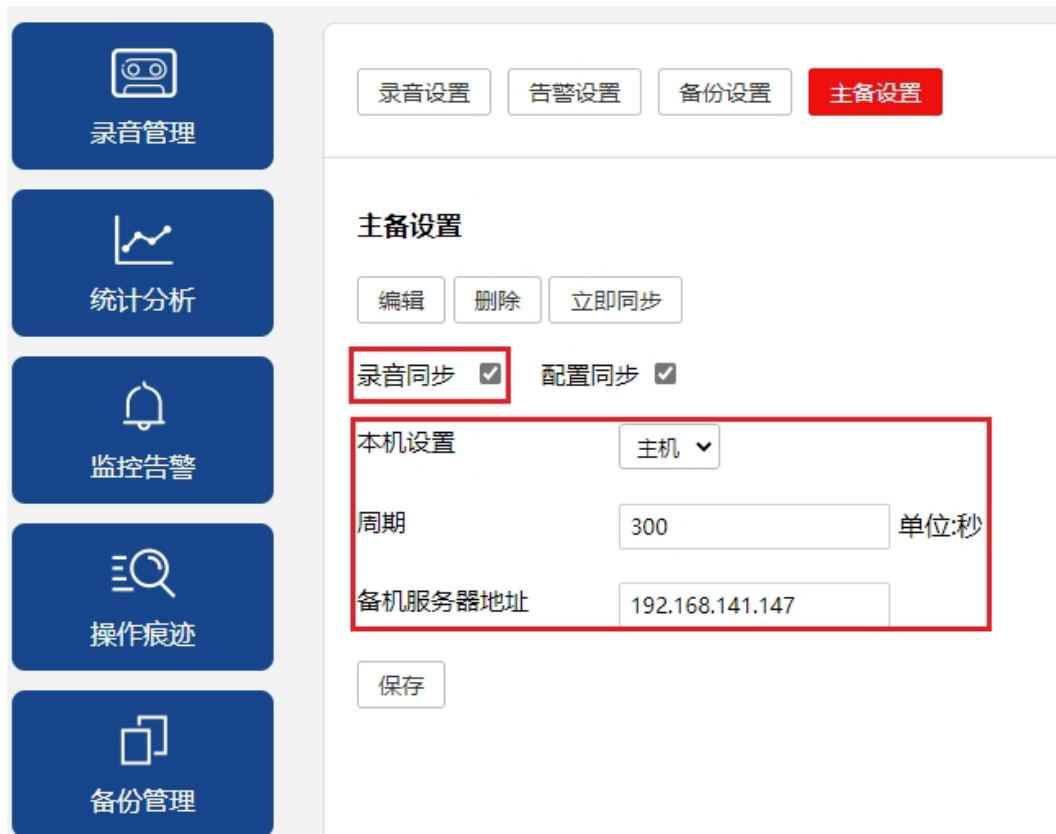 录音管理
统计分析
监控告警
操作痕迹
备份管理
录音设置 告警设置 备份设置 主备设置
主备设置
编辑 删除 立即同步
录音同步 配置同步
本机设置 主机
周期 300 单位:秒
备机服务器地址 192.168.141.147
保存